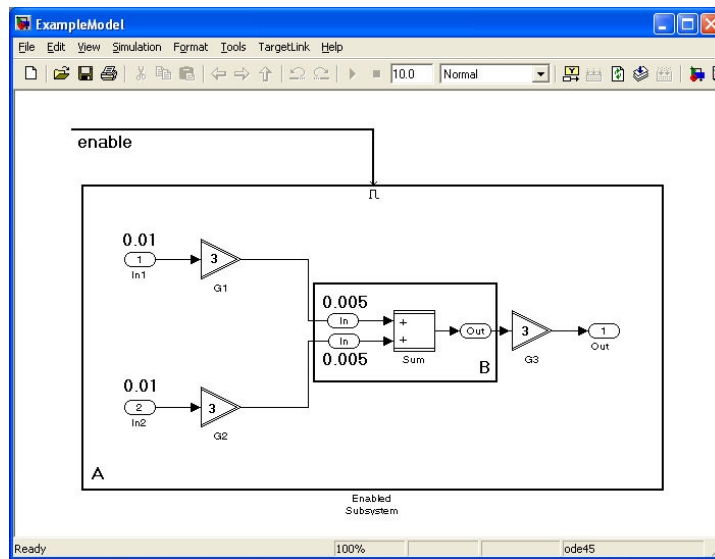 ExampleModel
File Edit View Simulation Format Tools TargetLink Help
10.0 Normal
enable
0.01
1
In1
3
G1
0.005
In
+
Out
3
1
In
+
0.005
Sum
B
G3
Out
0.01
2
In2
3
G2
A
Enabled
Subsystem
Ready 100% ode45